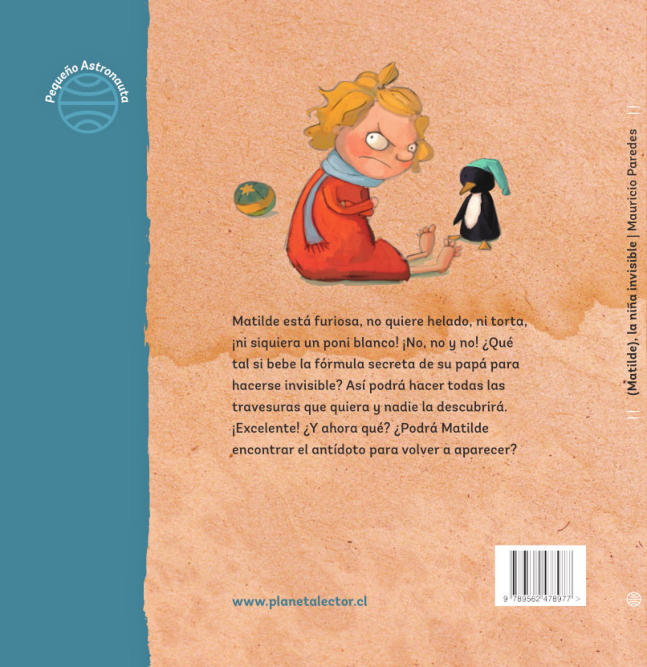 Pequeño Astronauta
Matilde está furiosa, no quiere helado, ni torta,
¡ni siquiera un poni blanco! ¡No, no y no! ¿Qué
tal si bebe la fórmula secreta de su papá para
hacerse invisible? Así podrá hacer todas las
travesuras que quiera y nadie la descubrirá.
¡Excelente! ¿Y ahora qué? ¿Podrá Matilde
encontrar el antídoto para volver a aparecer?
www.planetalector.cl
9 789562 478977 >
(Matilde), la niña invisible | Mauricio Paredes